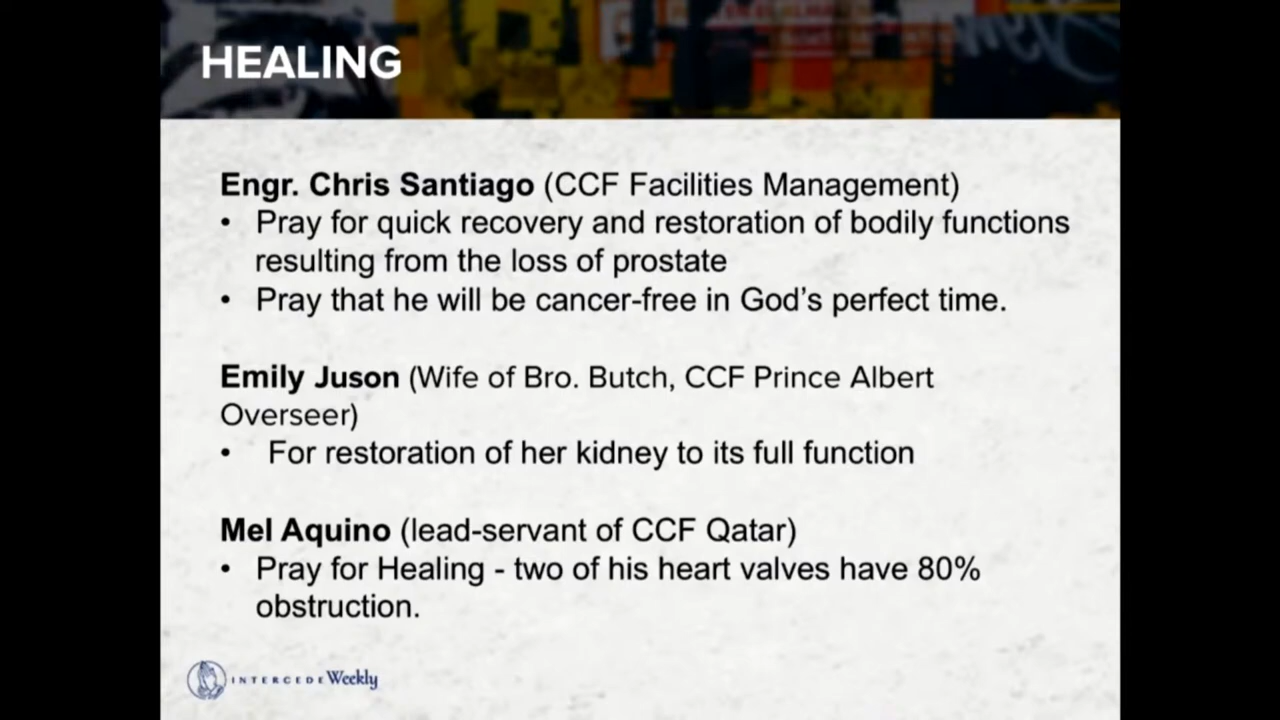 HEALING
Engr. Chris Santiago (CCF Facilities Management)
• Pray for quick recovery and restoration of bodily functions
resulting from the loss of prostate
• Pray that he will be cancer-free in God’s perfect time.
Emily Juson (Wife of Bro. Butch, CCF Prince Albert
Overseer)
• For restoration of her kidney to its full function
Mel Aquino (lead-servant of CCF Qatar)
• Pray for Healing - two of his heart valves have 80%
obstruction.
INTERCEDE Weekly